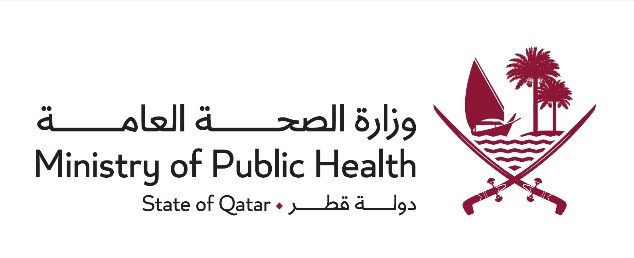 وزارة الصحة العامة
Ministry of Public Health
State of Qatar • دولة قطر